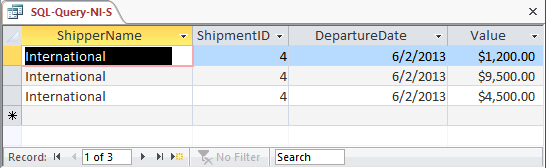 SQL-Query-NI-S
ShipperName ShipmentID DepartureDate Value
International 4 6/2/2013 $1,200.00
International 4 6/2/2013 $9,500.00
International 4 6/2/2013 $4,500.00
Record: 1 of 3 No Filter Search